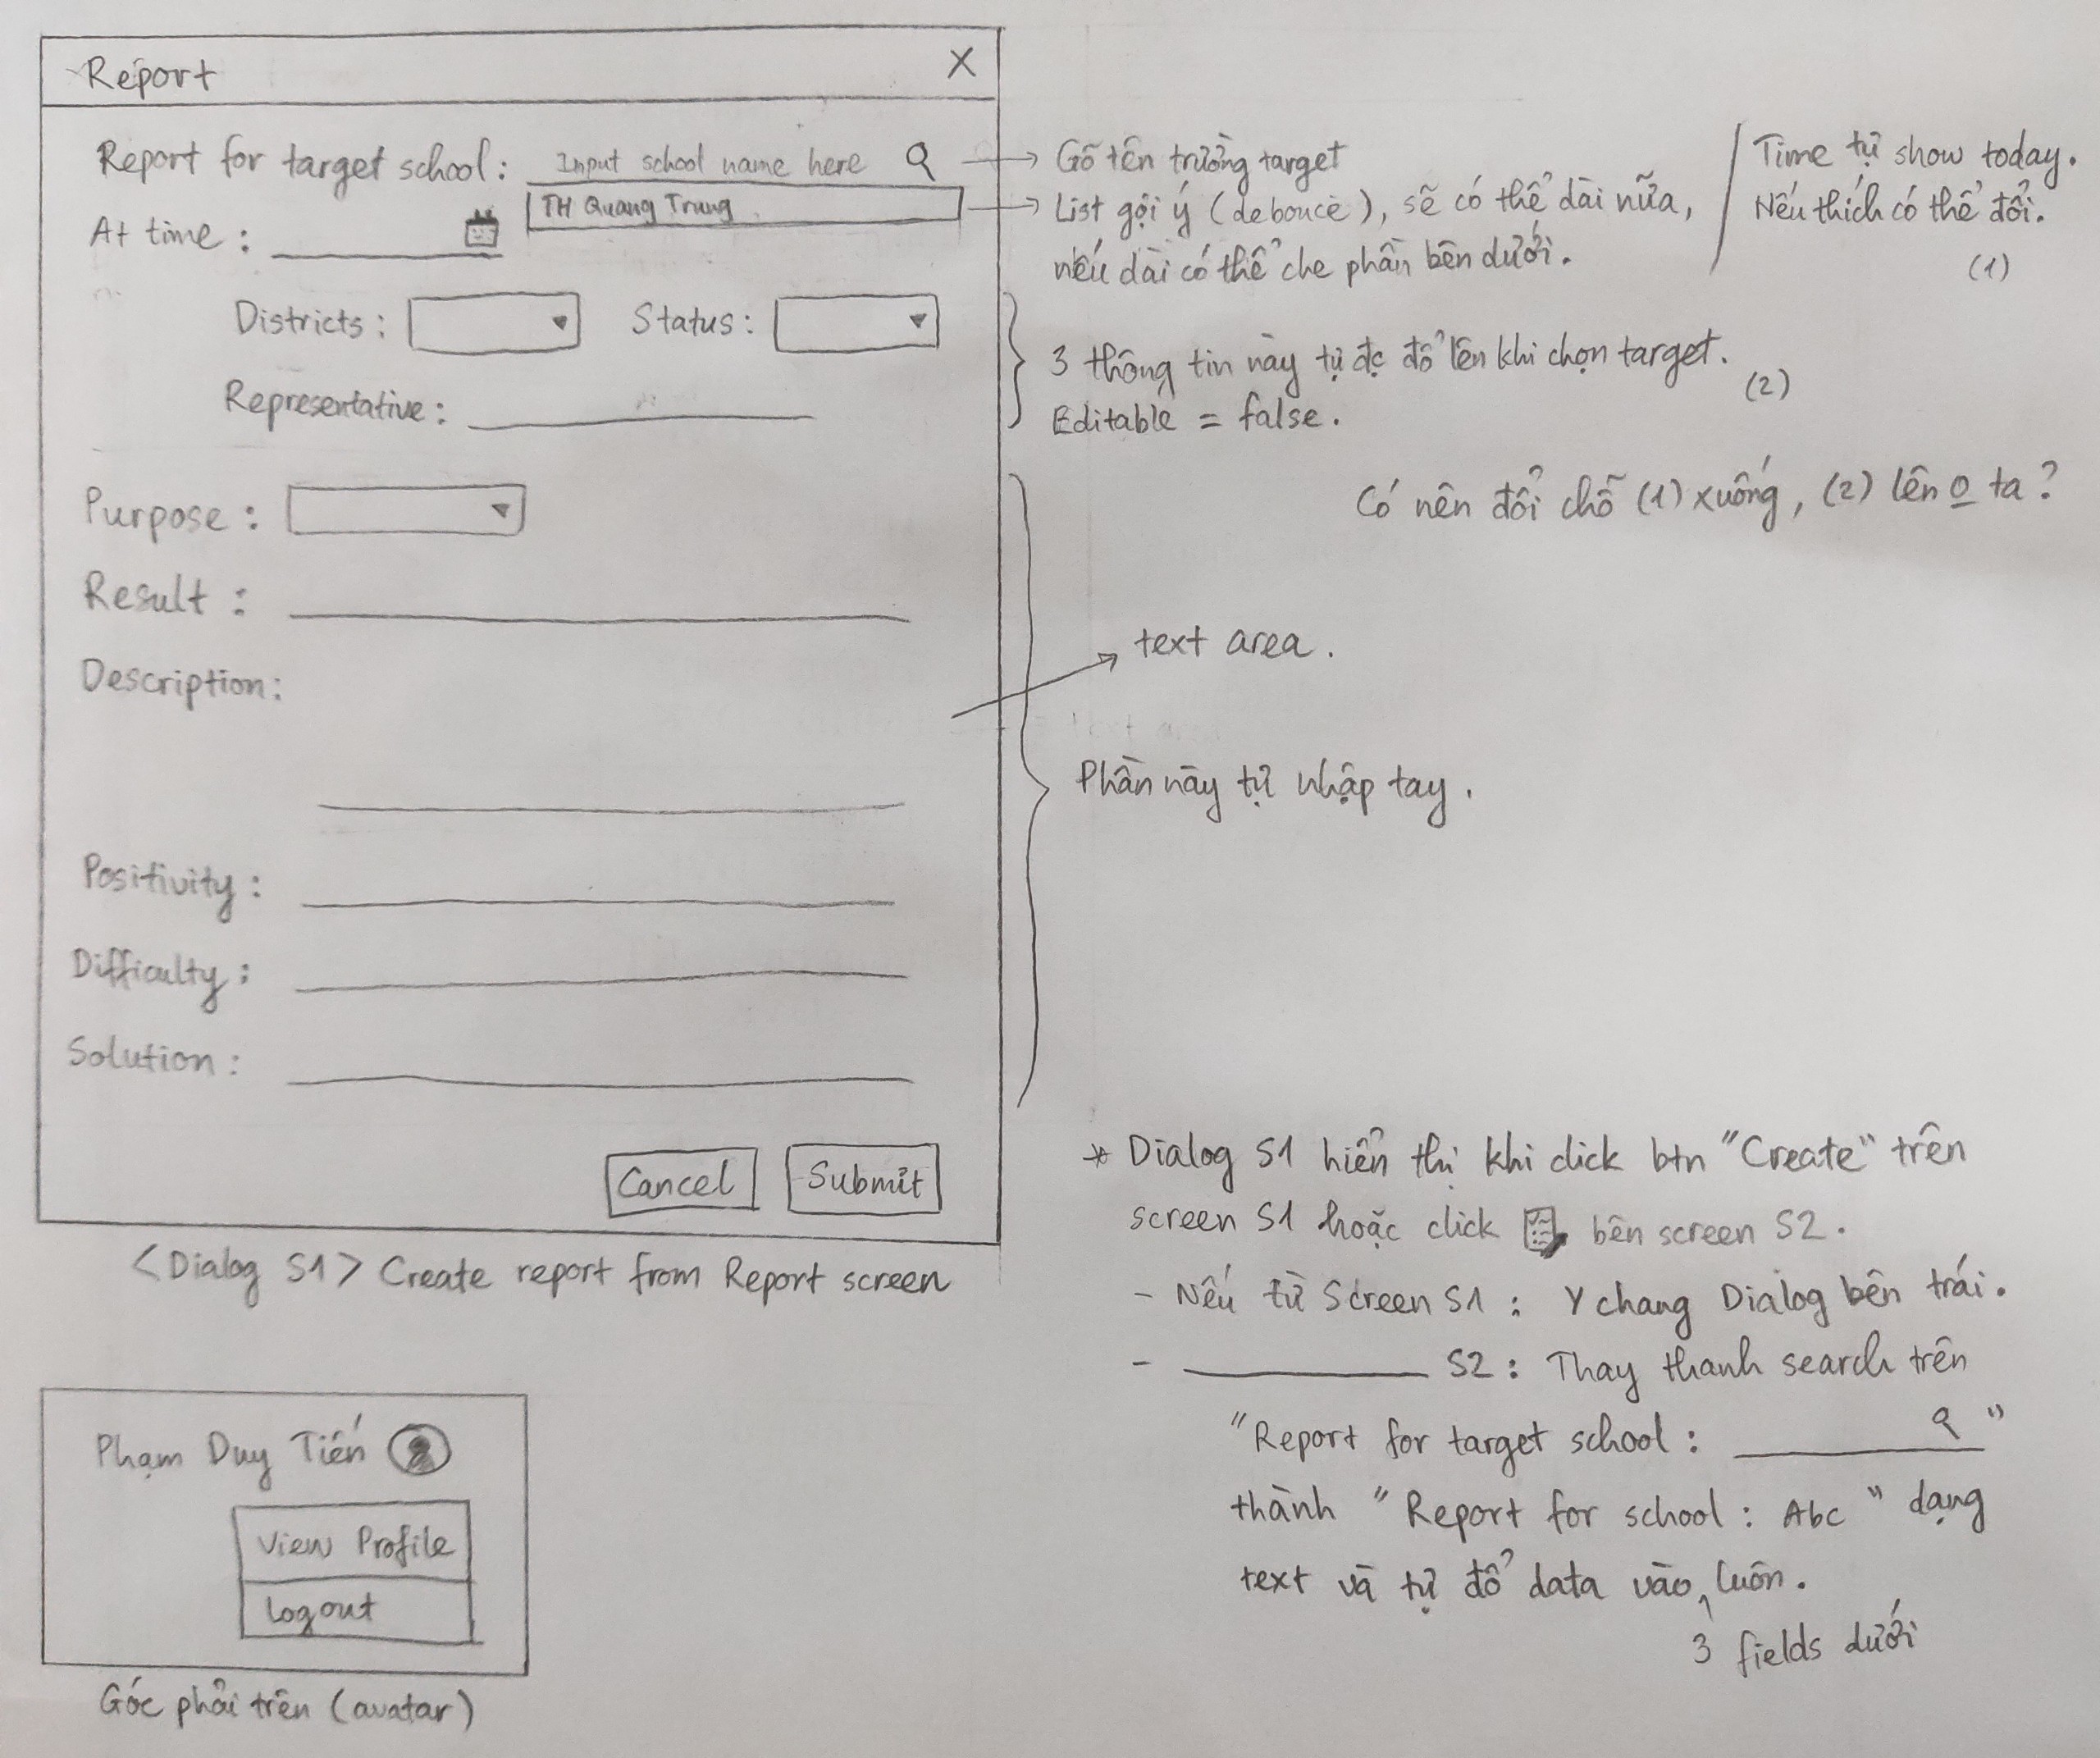 Report X
Report for target school: Input school name here
TH Quang Trung
At time:
Districts: Status:
Representative:
Purpose:
Result:
Description:
Positivity:
Difficulty:
Solution:
Cancel Submit
<Dialog S1> Create report from Report screen
Gõ tên trường target
List gợi ý (debounce), sẽ có thể dài nữa,
nếu dài có thể che phần bên dưới.
Time tự show today.
Nếu thích có thể đổi.
(1)
3 thông tin này tự đc đổ lên khi chọn target.
(2)
Editable = false.
Có nên đổi chỗ (1) xuống, (2) lên o ta?
text area.
Phần này tự nhập tay.
* Dialog S1 hiển thị khi click btn "Create" trên
screen S1 hoặc click bên screen S2.
- Nếu từ Screen S1: Y chang Dialog bên trái.
- ______ S2: Thay thanh search trên
"Report for target school: ______"
thành "Report for school: Abc" dạng
text và tự đổ data vào luôn.
3 fields dưới
Phạm Duy Tiến
View Profile
Logout
Góc phải trên (avatar)